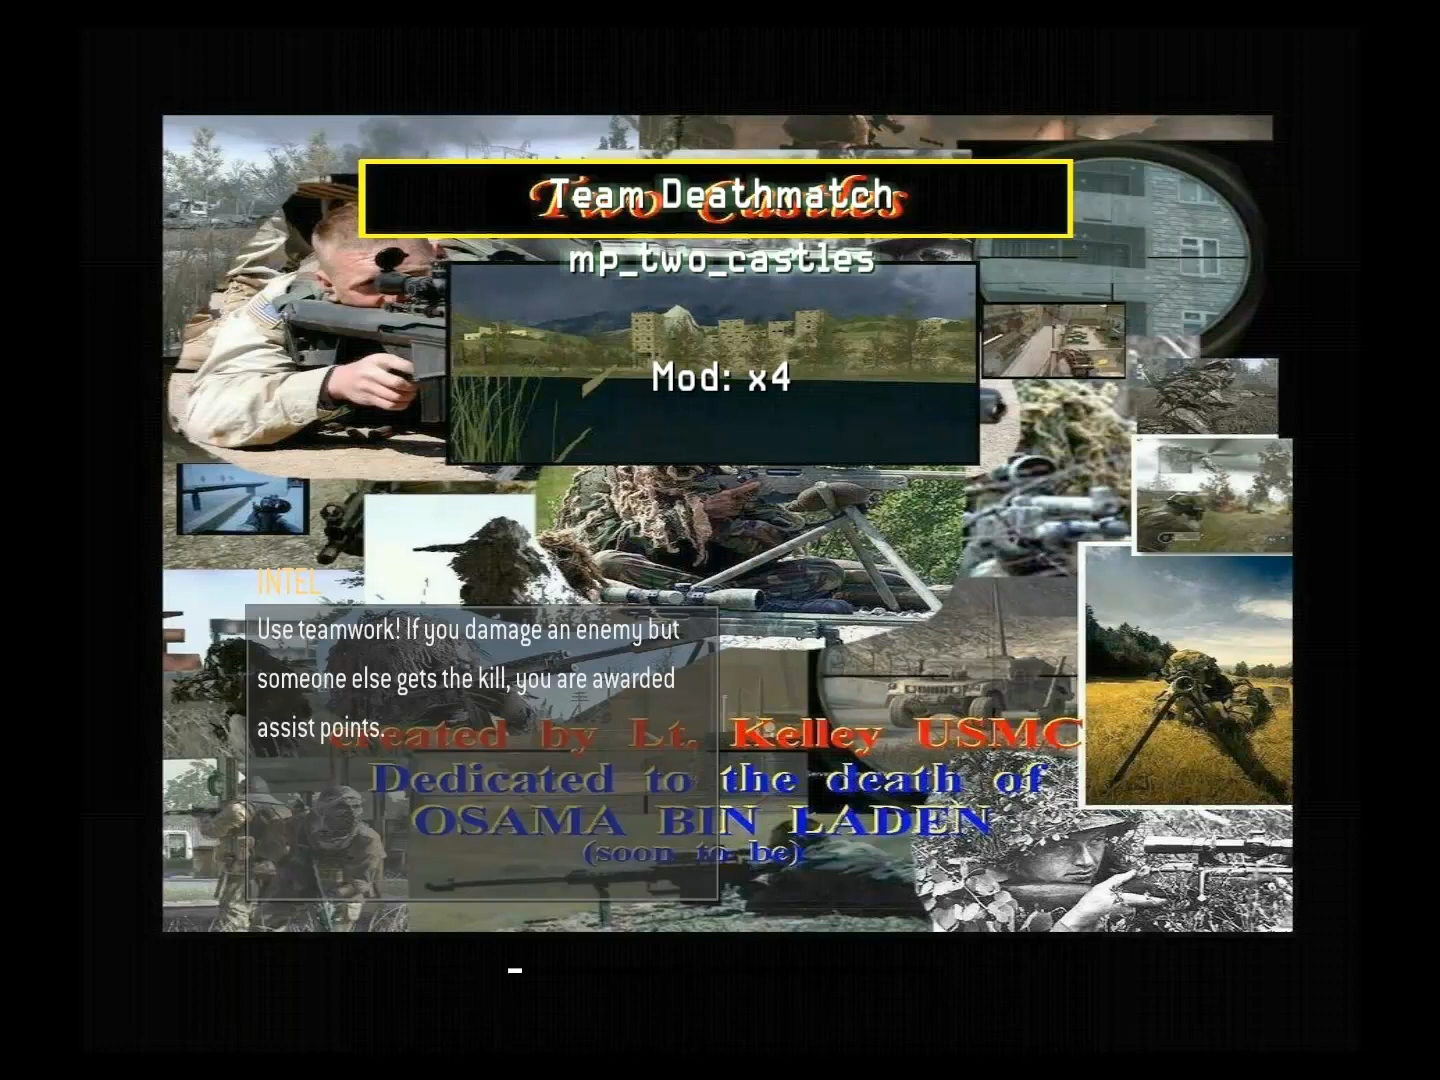 Team Deathmatch
Two Castles
mp_two_castles
Mod: x4
INTEL
Use teamwork! If you damage an enemy but
someone else gets the kill, you are awarded
assist points.
Created by Lt. Kelley USMC
Dedicated to the death of
OSAMA BIN LADEN
(soon to be)